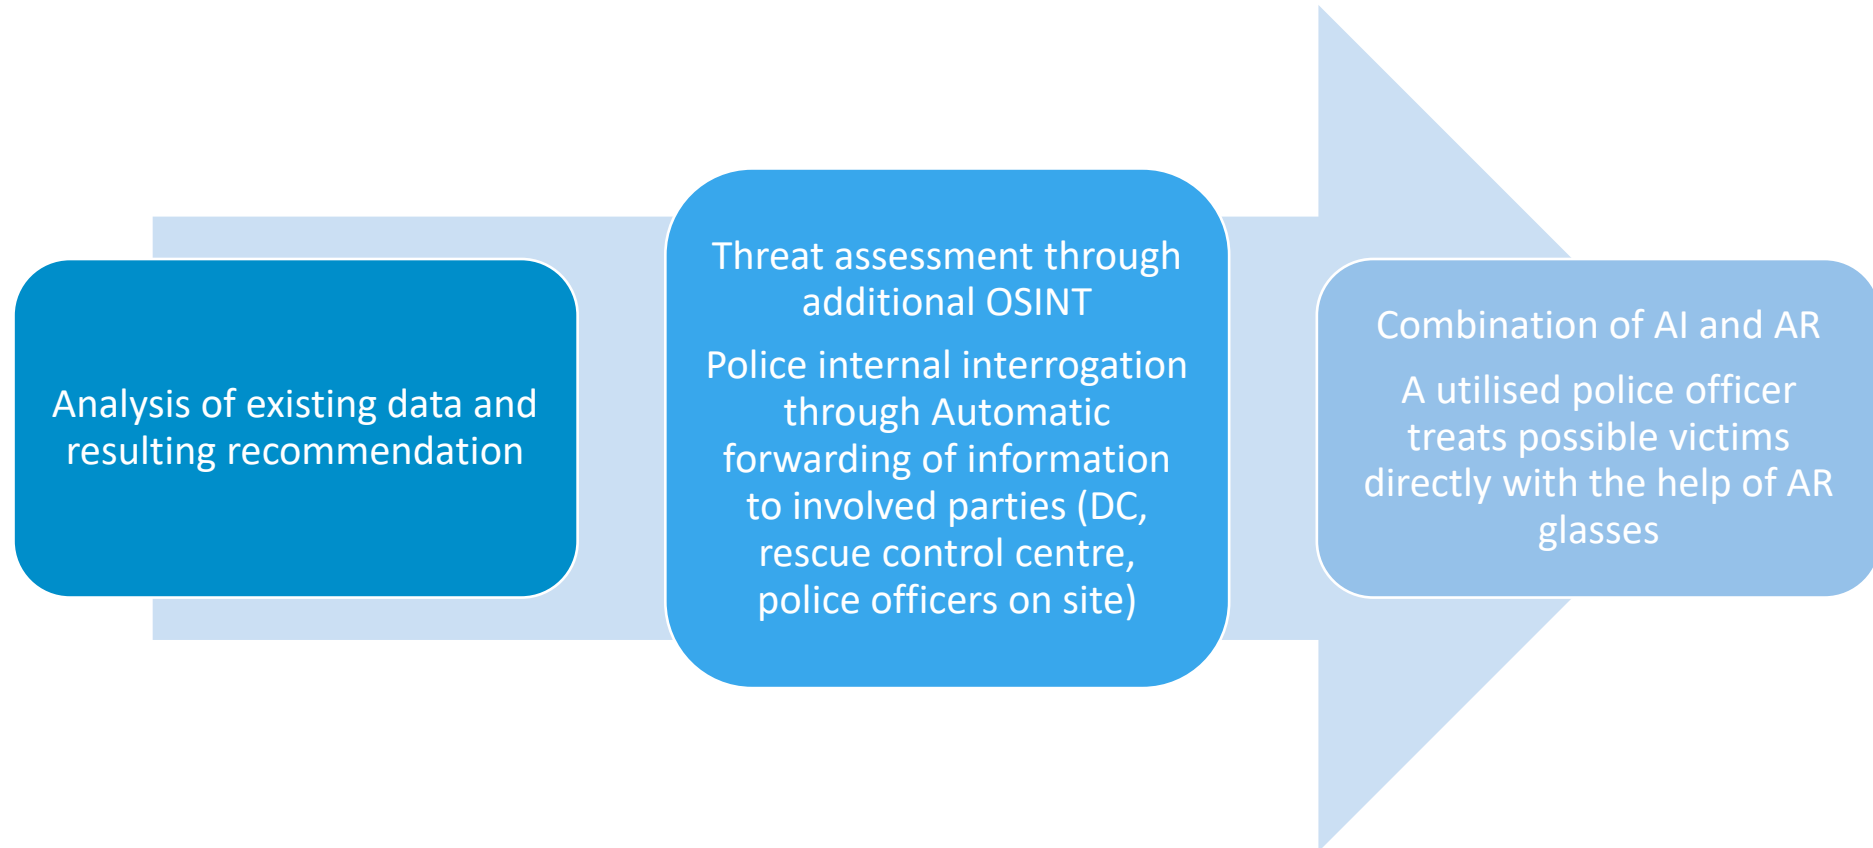 Analysis of existing data and
resulting recommendation
Threat assessment through
additional OSINT
Police internal interrogation
through Automatic
forwarding of information
to involved parties (DC,
rescue control centre,
police officers on site)
Combination of AI and AR
A utilised police officer
treats possible victims
directly with the help of AR
glasses